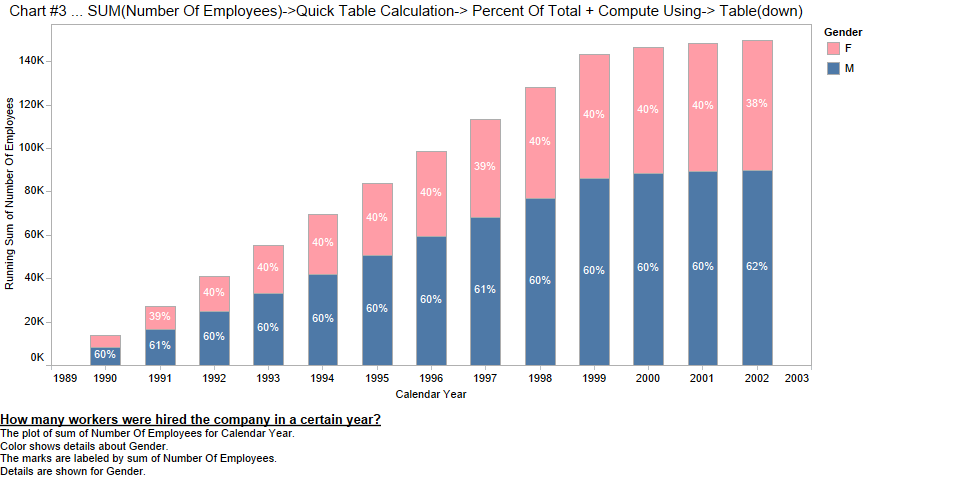 Chart #3 ... SUM(Number Of Employees)->Quick Table Calculation-> Percent Of Total + Compute Using-> Table(down)
Gender
F
M
Running Sum of Number Of Employees
140K
120K
100K
80K
60K
40K
20K
0K
60%
39%
61%
40%
60%
40%
60%
40%
60%
40%
60%
40%
60%
39%
61%
40%
60%
40%
60%
40%
60%
40%
60%
38%
62%
1989 1990 1991 1992 1993 1994 1995 1996 1997 1998 1999 2000 2001 2002 2003
Calendar Year
How many workers were hired the company in a certain year?
The plot of sum of Number Of Employees for Calendar Year.
Color shows details about Gender.
The marks are labeled by sum of Number Of Employees.
Details are shown for Gender.